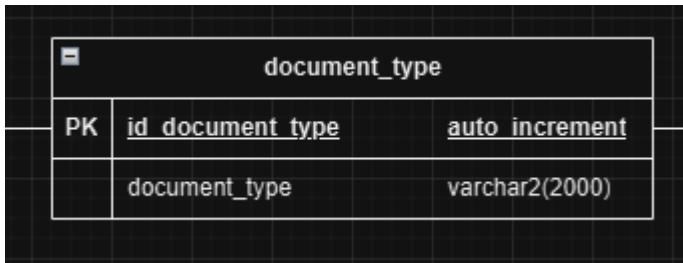 document_type
PK id_document_type auto_increment
document_type varchar2(2000)